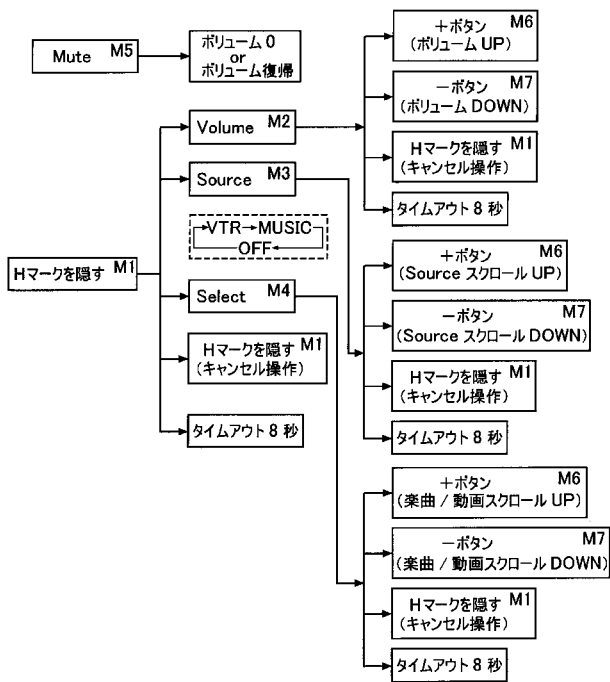 Mute M5
ボリューム 0
or
ボリューム復帰
Hマークを隠す M1
Volume M2
Source M3
VTR→MUSIC
OFF
Select M4
Hマークを隠す M1
(キャンセル操作)
タイムアウト 8 秒
+ボタン M6
(ボリューム UP)
−ボタン M7
(ボリューム DOWN)
Hマークを隠す M1
(キャンセル操作)
タイムアウト 8 秒
+ボタン M6
(Source スクロール UP)
−ボタン M7
(Source スクロール DOWN)
Hマークを隠す M1
(キャンセル操作)
タイムアウト 8 秒
+ボタン M6
(楽曲 / 動画スクロール UP)
−ボタン M7
(楽曲 / 動画スクロール DOWN)
Hマークを隠す M1
(キャンセル操作)
タイムアウト 8 秒